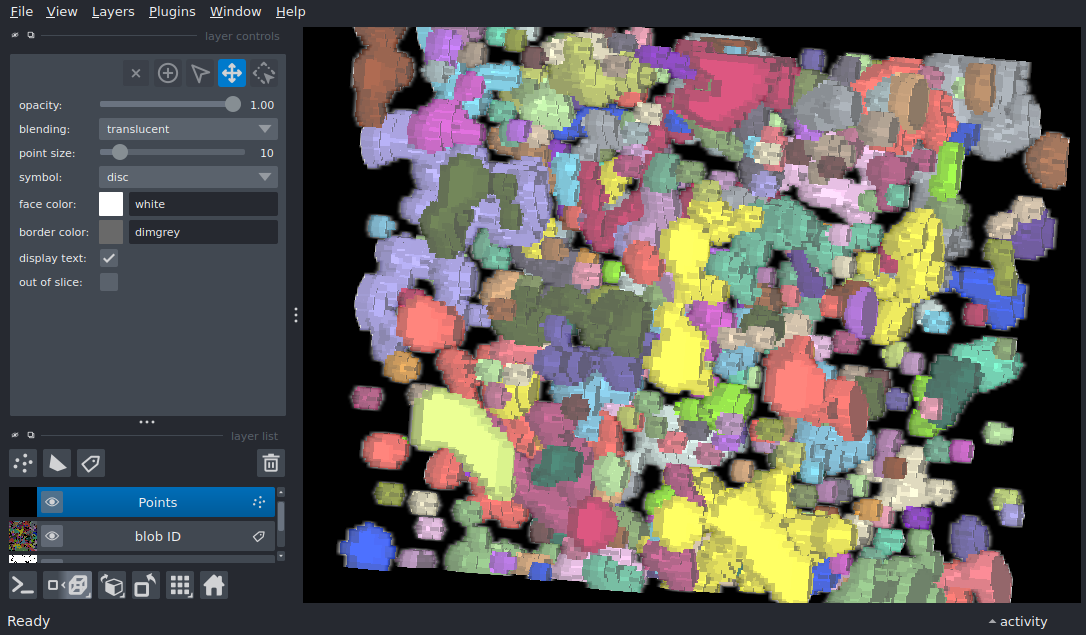 File View Layers Plugins Window Help
layer controls
opacity: 1.00
blending: translucent
point size: 10
symbol: disc
face color: white
border color: dimgrey
display text:
out of slice:
layer list
Points
blob ID
Ready activity